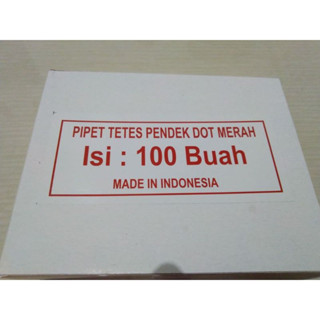 PIPET TETES PENDEK DOT MERAH
Isi : 100 Buah
MADE IN INDONESIA